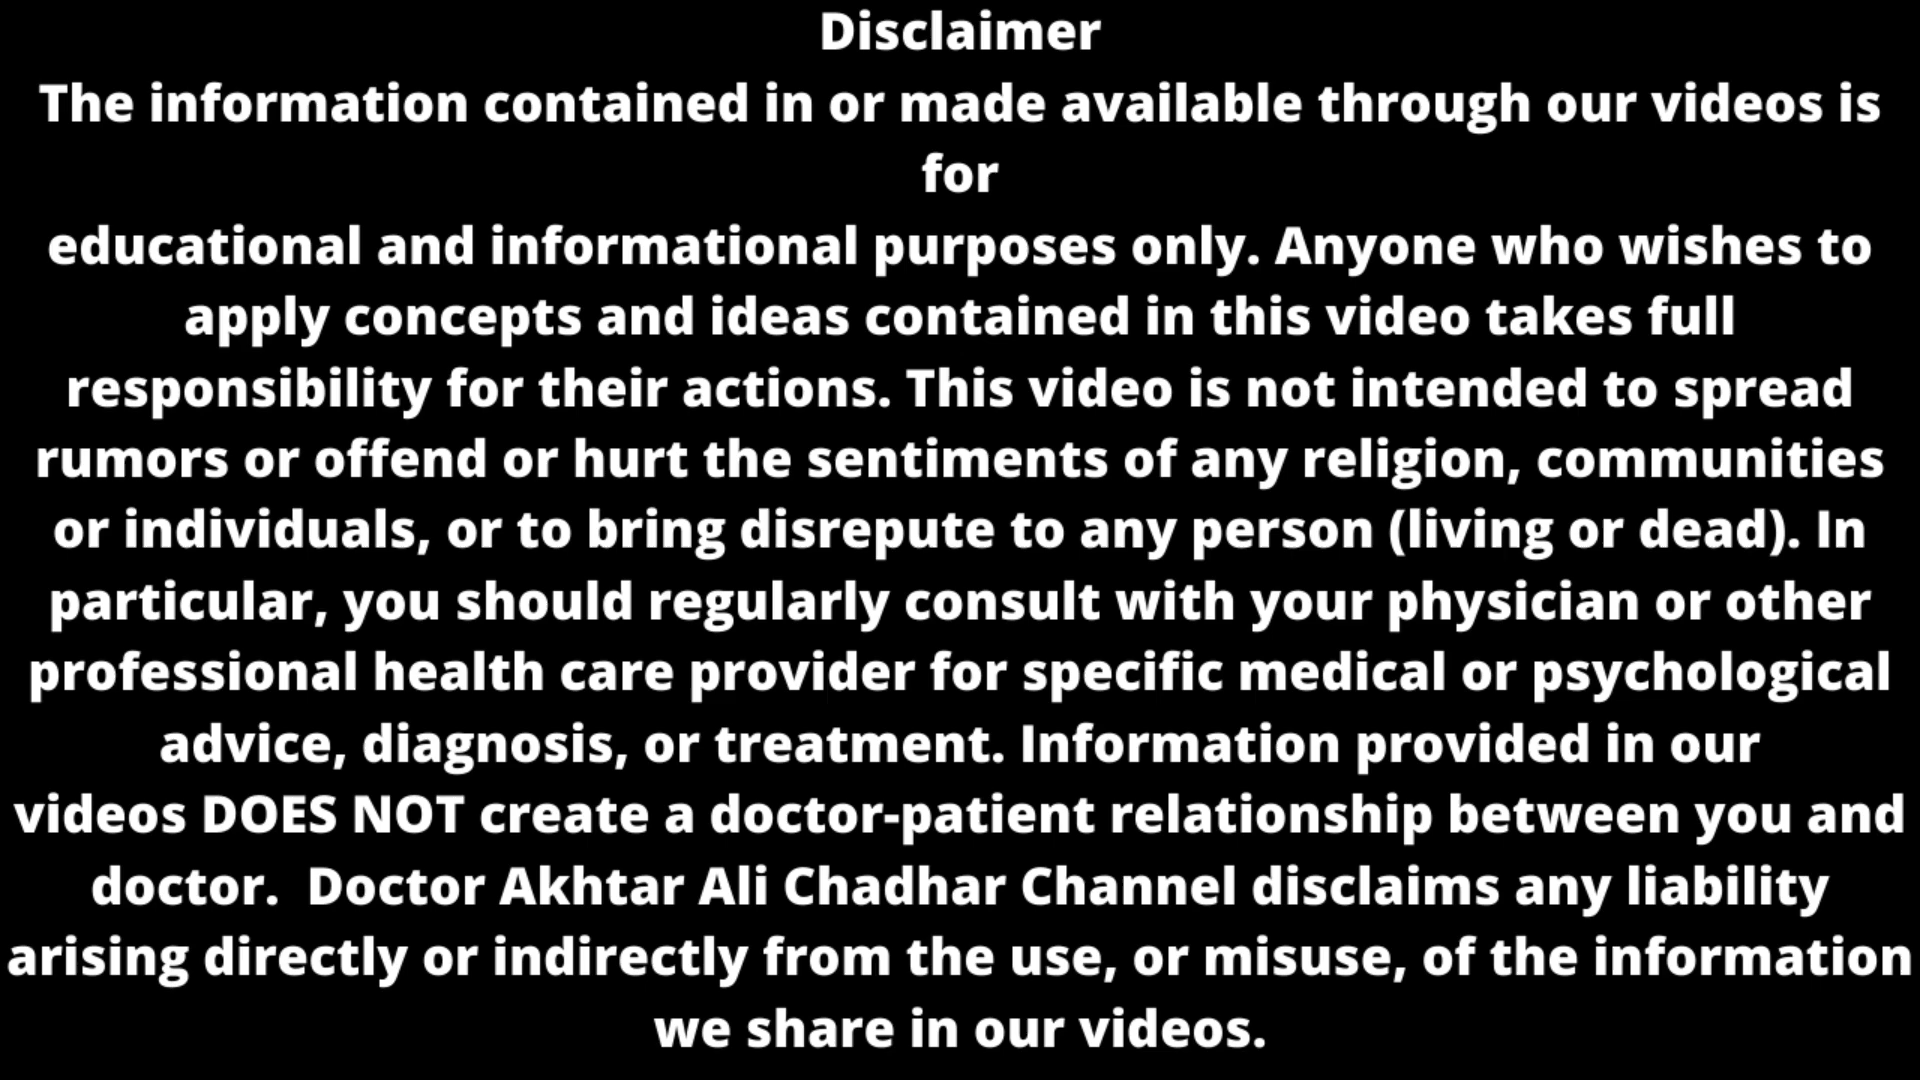 Disclaimer
The information contained in or made available through our videos is
for
educational and informational purposes only. Anyone who wishes to
apply concepts and ideas contained in this video takes full
responsibility for their actions. This video is not intended to spread
rumors or offend or hurt the sentiments of any religion, communities
or individuals, or to bring disrepute to any person (living or dead). In
particular, you should regularly consult with your physician or other
professional health care provider for specific medical or psychological
advice, diagnosis, or treatment. Information provided in our
videos DOES NOT create a doctor-patient relationship between you and
doctor.  Doctor Akhtar Ali Chadhar Channel disclaims any liability
arising directly or indirectly from the use, or misuse, of the information
we share in our videos.